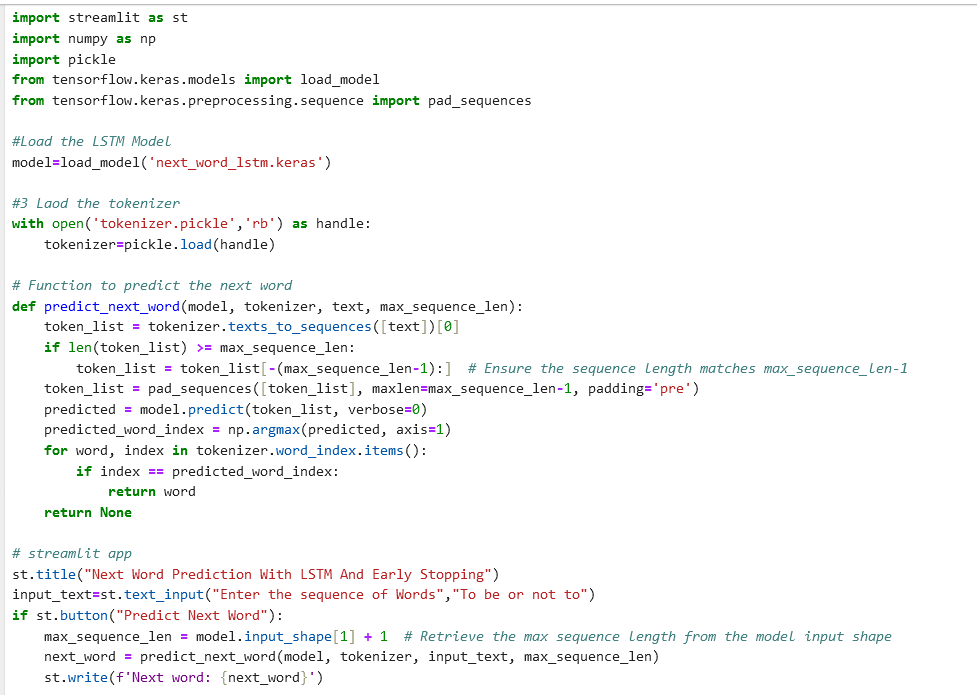 import streamlit as st
import numpy as np
import pickle
from tensorflow.keras.models import load_model
from tensorflow.keras.preprocessing.sequence import pad_sequences
#Load the LSTM Model
model=load_model('next_word_lstm.keras')
#3 Laod the tokenizer
with open('tokenizer.pickle','rb') as handle:
    tokenizer=pickle.load(handle)
# Function to predict the next word
def predict_next_word(model, tokenizer, text, max_sequence_len):
    token_list = tokenizer.texts_to_sequences([text])[0]
    if len(token_list) >= max_sequence_len:
        token_list = token_list[-(max_sequence_len-1):]  # Ensure the sequence length matches max_sequence_len-1
    token_list = pad_sequences([token_list], maxlen=max_sequence_len-1, padding='pre')
    predicted = model.predict(token_list, verbose=0)
    predicted_word_index = np.argmax(predicted, axis=1)
    for word, index in tokenizer.word_index.items():
        if index == predicted_word_index:
            return word
    return None
# streamlit app
st.title("Next Word Prediction With LSTM And Early Stopping")
input_text=st.text_input("Enter the sequence of Words","To be or not to")
if st.button("Predict Next Word"):
    max_sequence_len = model.input_shape[1] + 1  # Retrieve the max sequence length from the model input shape
    next_word = predict_next_word(model, tokenizer, input_text, max_sequence_len)
    st.write(f'Next word: {next_word}')